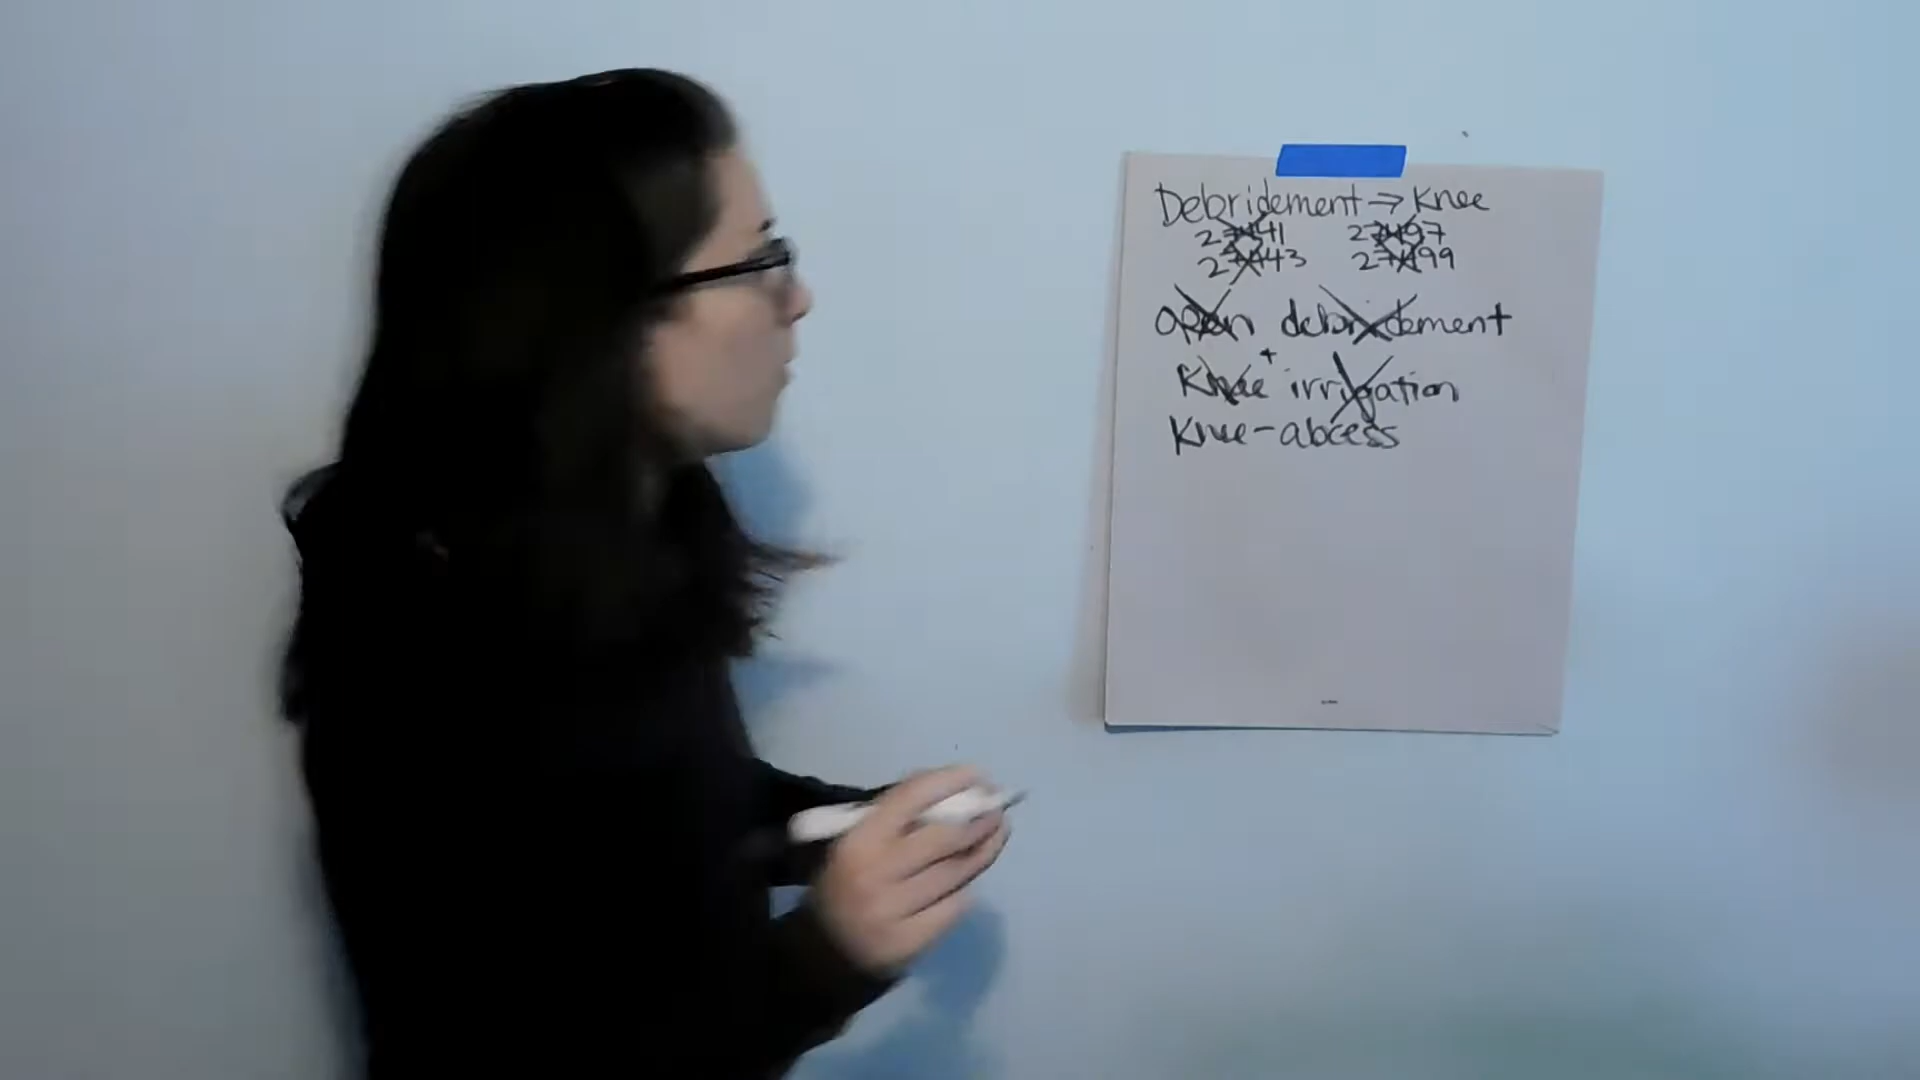 Debridement ⇒ Knee
27441 27497
27443 27499
open debridement
Knee + irrigation
Knee-abcess